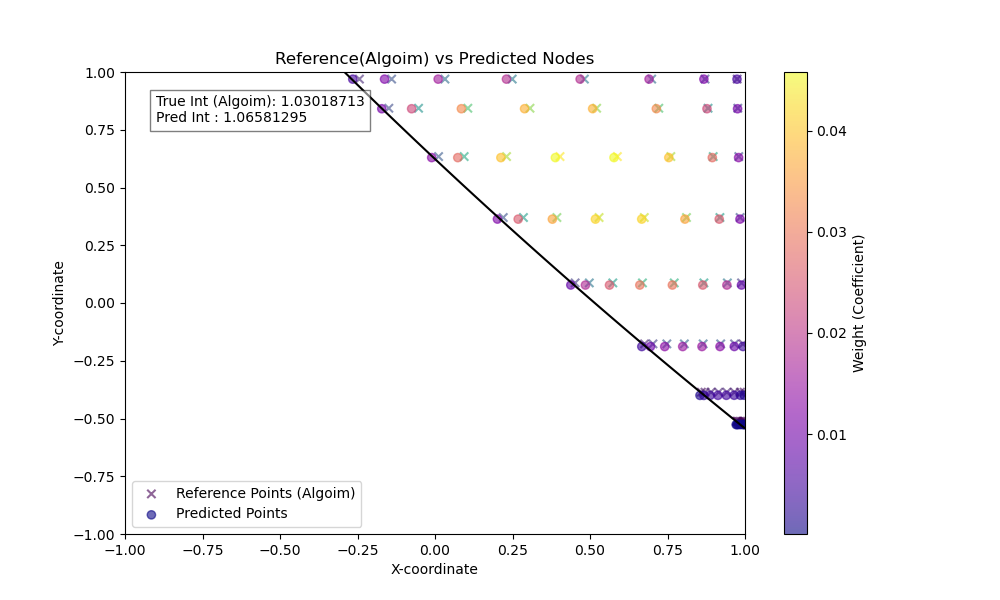 Reference(Algoim) vs Predicted Nodes
True Int (Algoim): 1.03018713
Pred Int : 1.06581295
1.00
0.75
0.50
0.25
0.00
−0.25
−0.50
−0.75
−1.00
Y-coordinate
Reference Points (Algoim)
Predicted Points
−1.00 −0.75 −0.50 −0.25 0.00 0.25 0.50 0.75 1.00
X-coordinate
0.04
0.03
0.02
0.01
Weight (Coefficient)